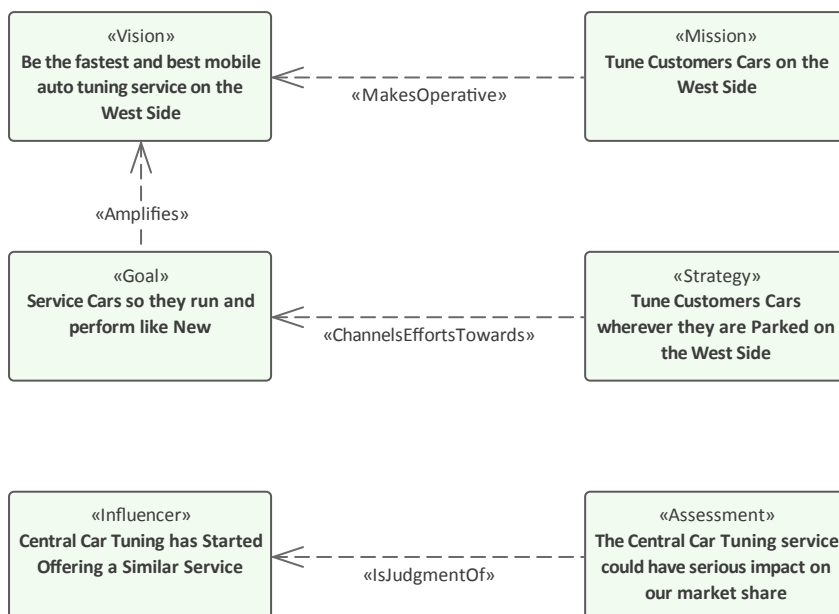 «Vision»
Be the fastest and best mobile
auto tuning service on the
West Side
«Mission»
Tune Customers Cars on the
West Side
«MakesOperative»
«Amplifies»
«Goal»
Service Cars so they run and
perform like New
«Strategy»
Tune Customers Cars
wherever they are Parked on
the West Side
«ChannelsEffortsTowards»
«Influencer»
Central Car Tuning has Started
Offering a Similar Service
«Assessment»
The Central Car Tuning service
could have serious impact on
our market share
«IsJudgmentOf»